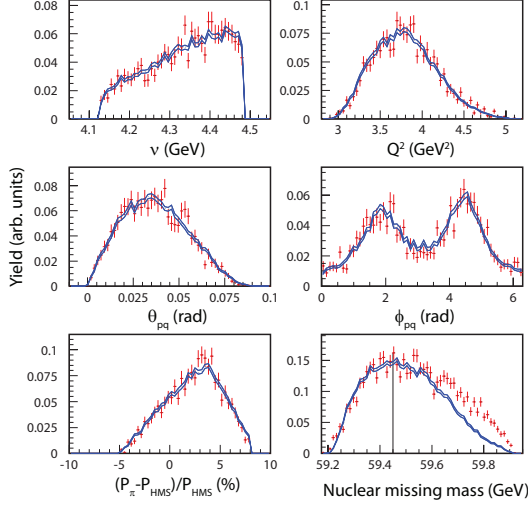 0.08
0.06
0.04
0.02
0
4.1 4.2 4.3 4.4 4.5
ν (GeV)
0.1
0.075
0.05
0.025
0
3 3.5 4 4.5 5
Q² (GeV²)
Yield (arb. units)
0.08
0.06
0.04
0.02
0
0 0.025 0.05 0.075 0.1
θpq (rad)
0.08
0.06
0.04
0.02
0
0 2 4 6
ϕpq (rad)
0.1
0.075
0.05
0.025
0
-10 -5 0 5 10
(Pπ-PHMS)/PHMS (%)
0.15
0.10
0.05
0
59.2 59.4 59.6 59.8
Nuclear missing mass (GeV)